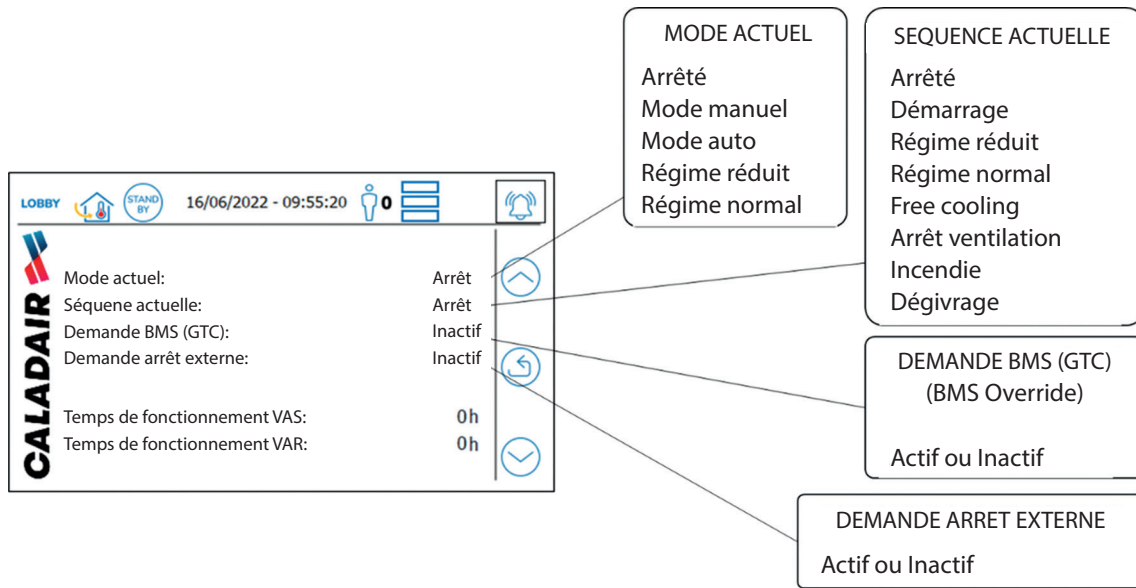 MODE ACTUEL
Arrêté
Mode manuel
Mode auto
Régime réduit
Régime normal
SEQUENCE ACTUELLE
Arrêté
Démarrage
Régime réduit
Régime normal
Free cooling
Arrêt ventilation
Incendie
Dégivrage
LOBBY
STAND
BY
16/06/2022 - 09:55:20
0
CALADAIR
Mode actuel: Arrêt
Séquene actuelle: Arrêt
Demande BMS (GTC): Inactif
Demande arrêt externe: Inactif
Temps de fonctionnement VAS: 0 h
Temps de fonctionnement VAR: 0 h
DEMANDE BMS (GTC)
(BMS Override)
Actif ou Inactif
DEMANDE ARRET EXTERNE
Actif ou Inactif